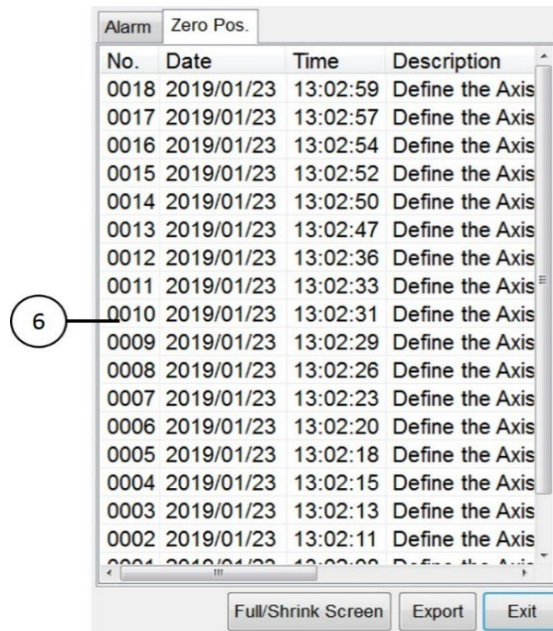 Alarm Zero Pos.
No. Date Time Description
0018 2019/01/23 13:02:59 Define the Axis
0017 2019/01/23 13:02:57 Define the Axis
0016 2019/01/23 13:02:54 Define the Axis
0015 2019/01/23 13:02:52 Define the Axis
0014 2019/01/23 13:02:50 Define the Axis
0013 2019/01/23 13:02:47 Define the Axis
0012 2019/01/23 13:02:36 Define the Axis
0011 2019/01/23 13:02:33 Define the Axis
6 0010 2019/01/23 13:02:31 Define the Axis
0009 2019/01/23 13:02:29 Define the Axis
0008 2019/01/23 13:02:26 Define the Axis
0007 2019/01/23 13:02:23 Define the Axis
0006 2019/01/23 13:02:20 Define the Axis
0005 2019/01/23 13:02:18 Define the Axis
0004 2019/01/23 13:02:15 Define the Axis
0003 2019/01/23 13:02:13 Define the Axis
0002 2019/01/23 13:02:11 Define the Axis
Full/Shrink Screen Export Exit